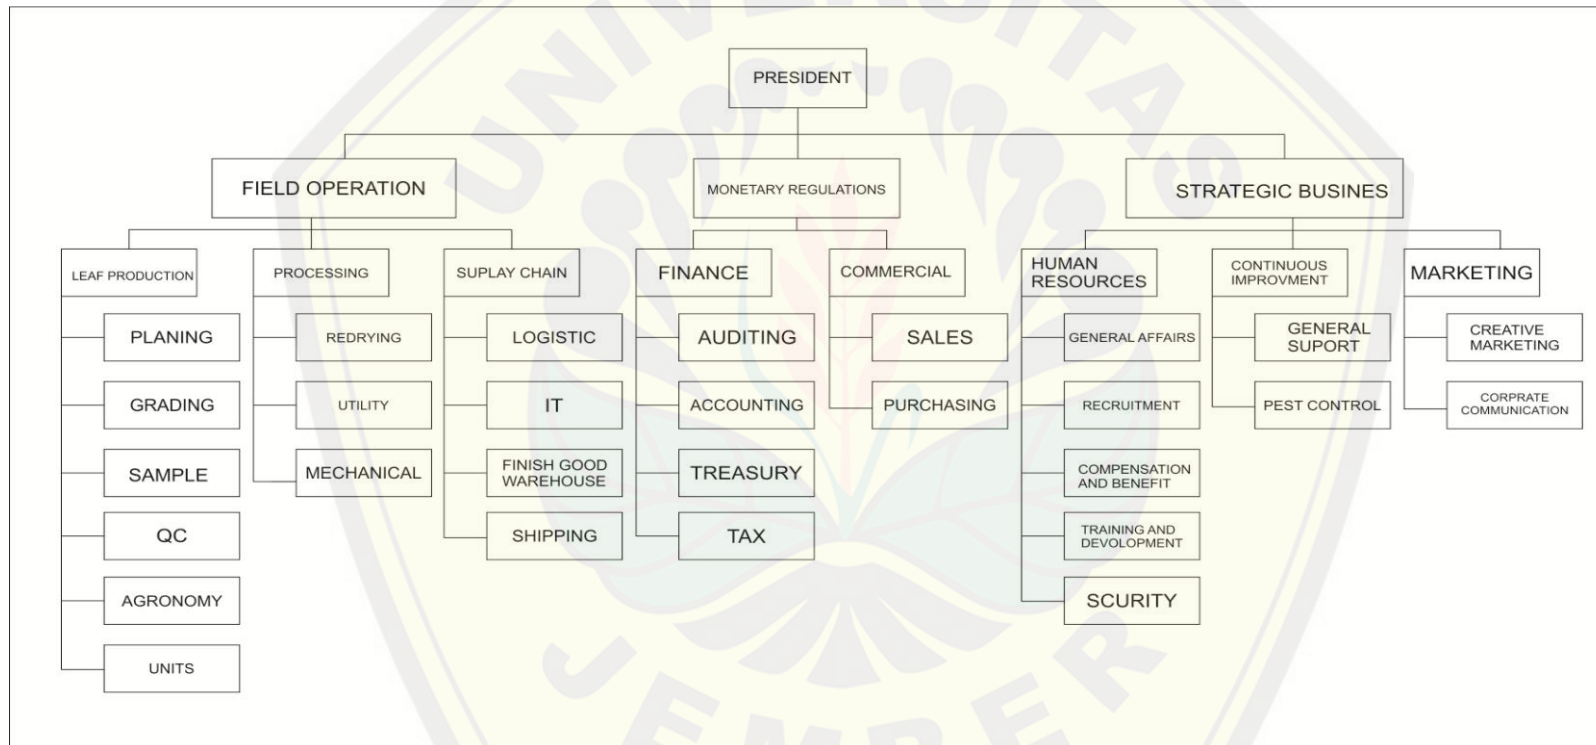 UNIVERSITAS
PRESIDENT
FIELD OPERATION
MONETARY REGULATIONS
STRATEGIC BUSINES
LEAF PRODUCTION
PROCESSING
SUPLAY CHAIN
FINANCE
COMMERCIAL
HUMAN
RESOURCES
CONTINUOUS
IMPROVMENT
MARKETING
PLANING
GRADING
SAMPLE
QC
AGRONOMY
UNITS
REDRYING
UTILITY
MECHANICAL
LOGISTIC
IT
FINISH GOOD
WAREHOUSE
SHIPPING
AUDITING
ACCOUNTING
TREASURY
TAX
SALES
PURCHASING
GENERAL AFFAIRS
RECRUITMENT
COMPENSATION
AND BENEFIT
TRAINING AND
DEVOLOPMENT
SCURITY
GENERAL
SUPORT
PEST CONTROL
CREATIVE
MARKETING
CORPRATE
COMMUNICATION
JEMBER